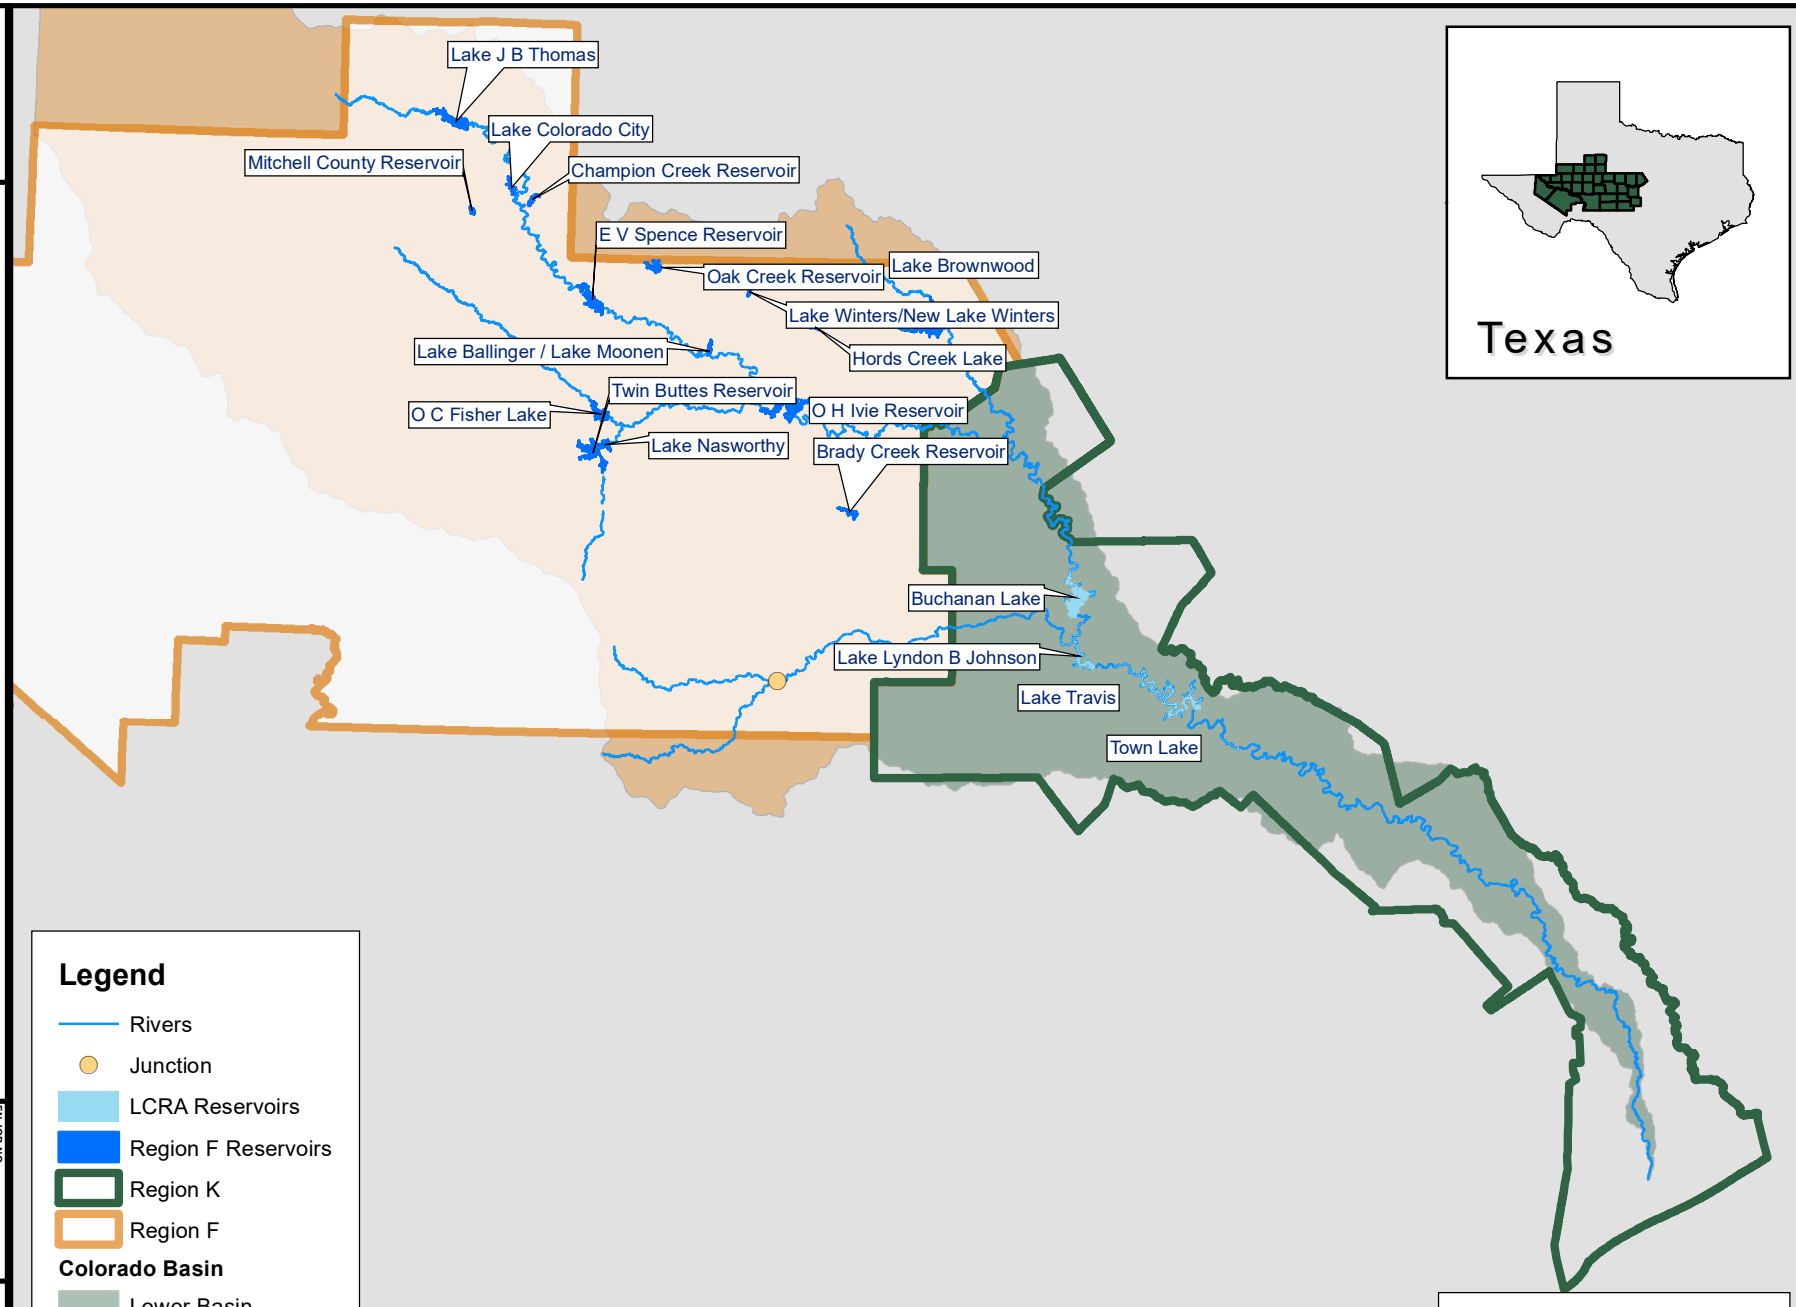 Lake J B Thomas
Lake Colorado City
Mitchell County Reservoir
Champion Creek Reservoir
E V Spence Reservoir
Oak Creek Reservoir
Lake Brownwood
Lake Winters/New Lake Winters
Lake Ballinger / Lake Moonen
Hords Creek Lake
Twin Buttes Reservoir
O C Fisher Lake
O H Ivie Reservoir
Lake Nasworthy
Brady Creek Reservoir
Buchanan Lake
Lake Lyndon B Johnson
Lake Travis
Town Lake
Texas
Legend
Rivers
Junction
LCRA Reservoirs
Region F Reservoirs
Region K
Region F
Colorado Basin
Lower Basin